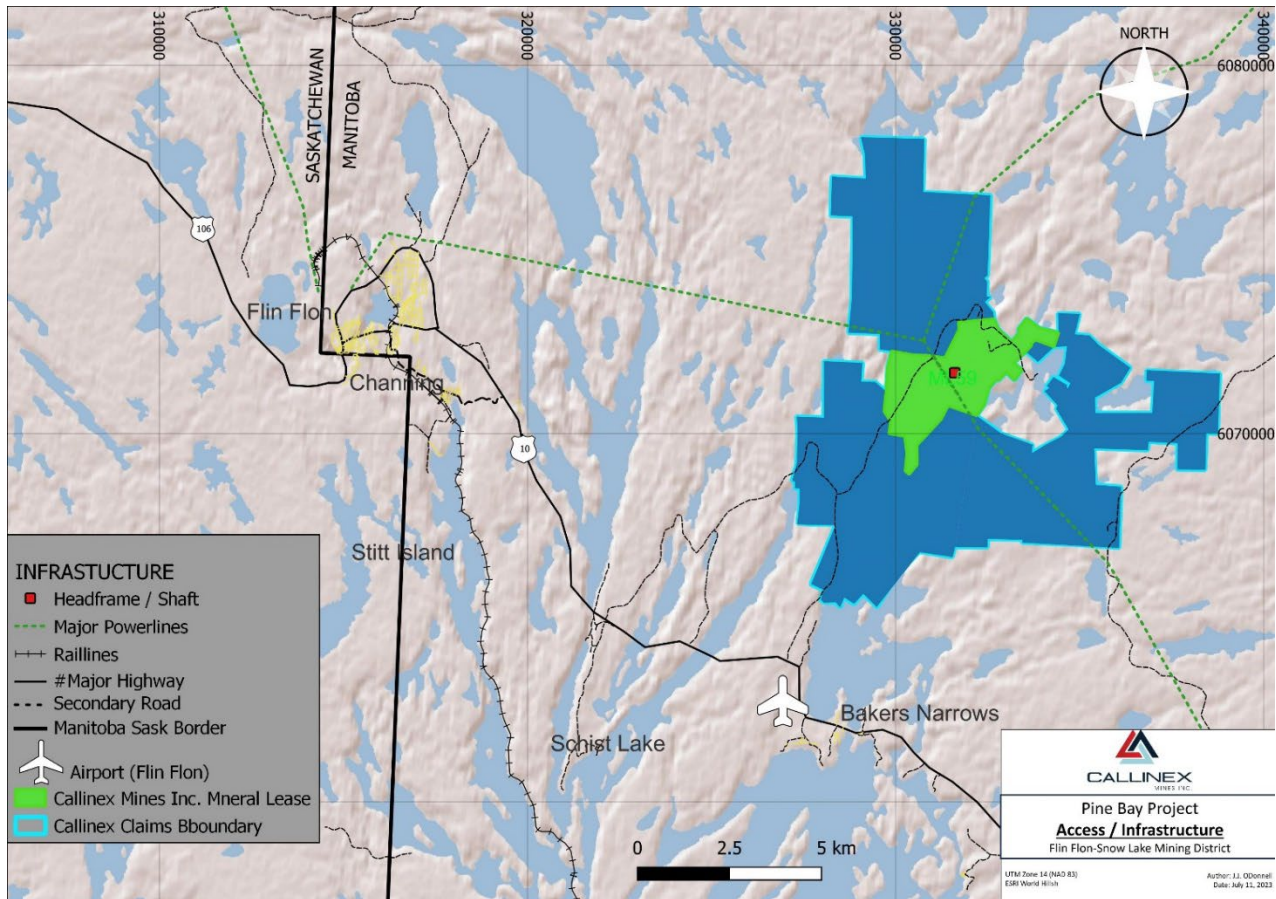 310000
320000
330000
340000
NORTH
6080000
SASKATCHEWAN
MANITOBA
106
Flin Flon
Channing
10
6070000
Stitt Island
Bakers Narrows
Schist Lake
INFRASTUCTURE
Headframe / Shaft
Major Powerlines
Raillines
#Major Highway
Secondary Road
Manitoba Sask Border
Airport (Flin Flon)
Callinex Mines Inc. Mneral Lease
Callinex Claims Bboundary
0 2.5 5 km
CALLINEX
MINES INC.
Pine Bay Project
Access / Infrastructure
Flin Flon-Snow Lake Mining District
UTM Zone 14 (NAD 83)
ESRI World Hillsh
Author: J.J. ODonnell
Date: July 11, 2023